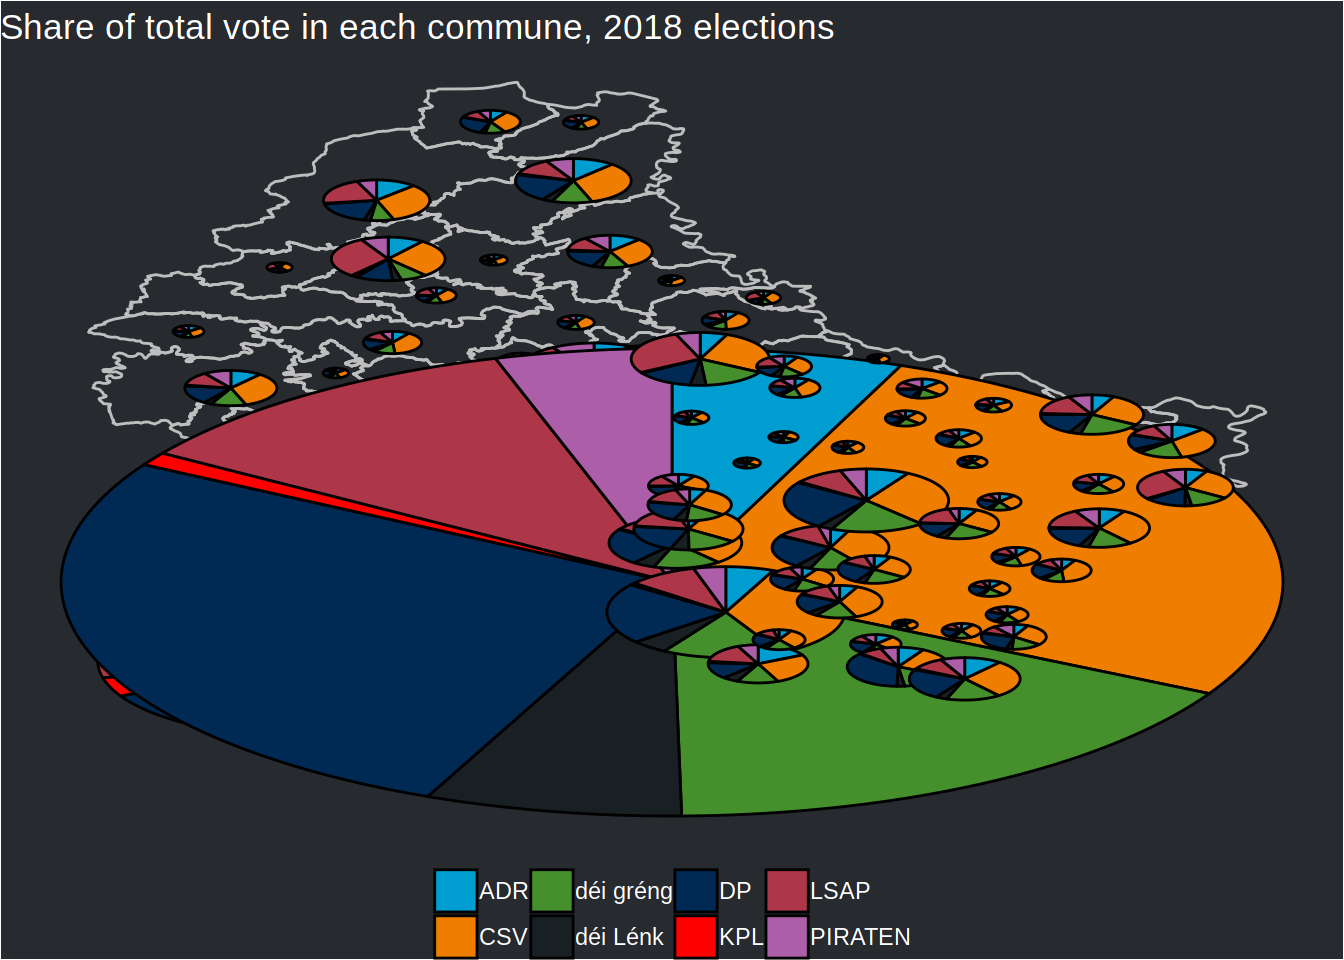 Share of total vote in each commune, 2018 elections
ADR déi gréng DP LSAP
CSV déi Lénk KPL PIRATEN